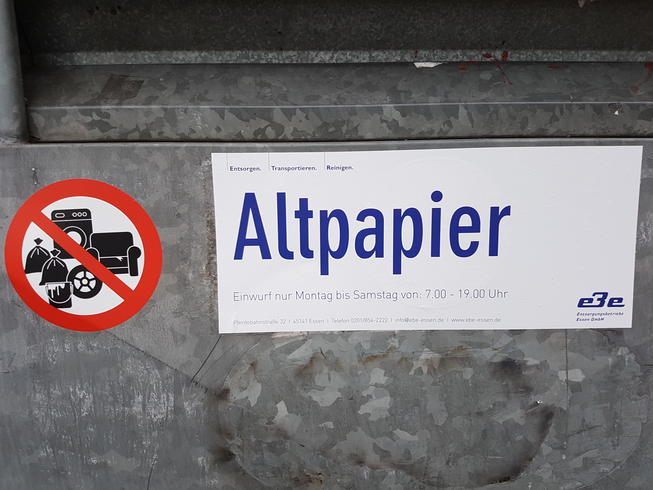 Entsorgen. Transportieren. Reinigen.
Altpapier
Einwurf nur Montag bis Samstag von: 7.00 - 19.00 Uhr
e3e
Entsorgungsbetriebe
Essen GmbH
Pferdebahnstraße 32 | 45141 Essen | Telefon 0201/854-2222 | info@ebe-essen.de | www.ebe-essen.de